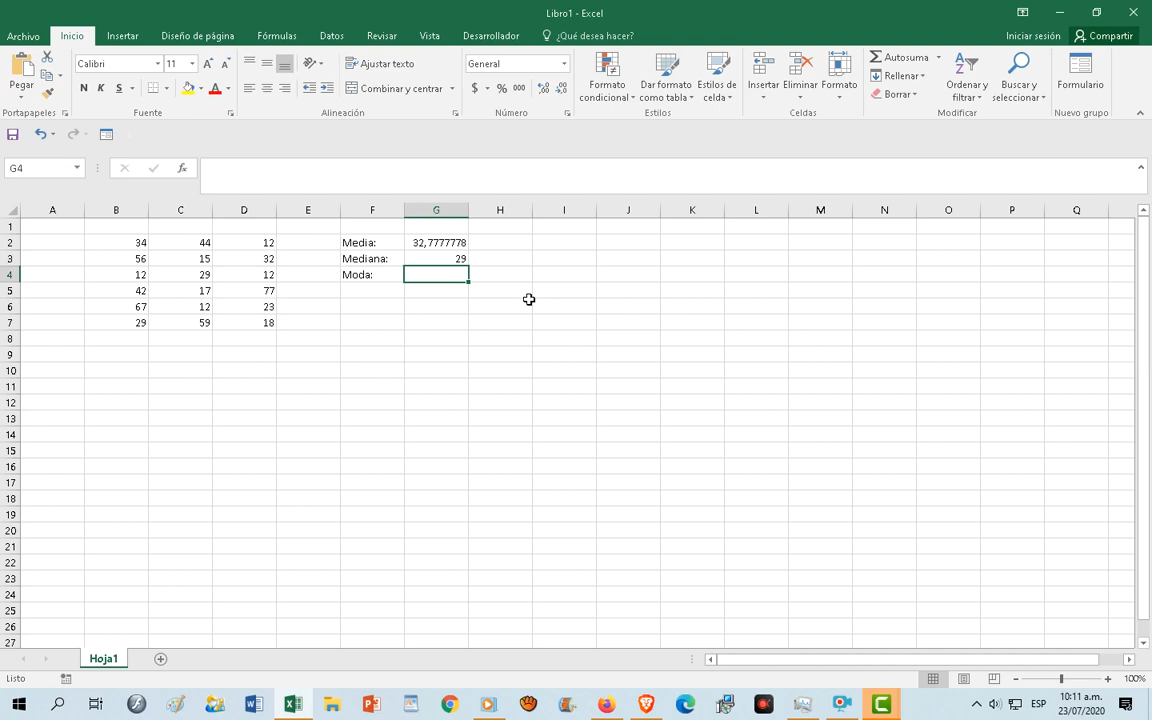 Libro1 - Excel
Archivo Inicio Insertar Diseño de página Fórmulas Datos Revisar Vista Desarrollador ¿Qué desea hacer? Iniciar sesión Compartir
Calibri 11 Ajustar texto General Autosuma
Pegar N K S A Combinar y centrar $ % 000 Formato condicional Dar formato como tabla Estilos de celda Insertar Eliminar Formato Rellenar Borrar Ordenar y filtrar Buscar y seleccionar Formulario
Portapapeles Fuente Alineación Número Estilos Celdas Modificar Nuevo grupo
G4 fx
A B C D E F G H I J K L M N O P Q
1
2 34 44 12 Media: 32,7777778
3 56 15 32 Mediana: 29
4 12 29 12 Moda:
5 42 17 77
6 67 12 23
7 29 59 18
8
9
10
11
12
13
14
15
16
17
18
19
20
21
22
23
24
25
26
27
Hoja1
Listo 100%
ESP 10:11 a.m.
23/07/2020